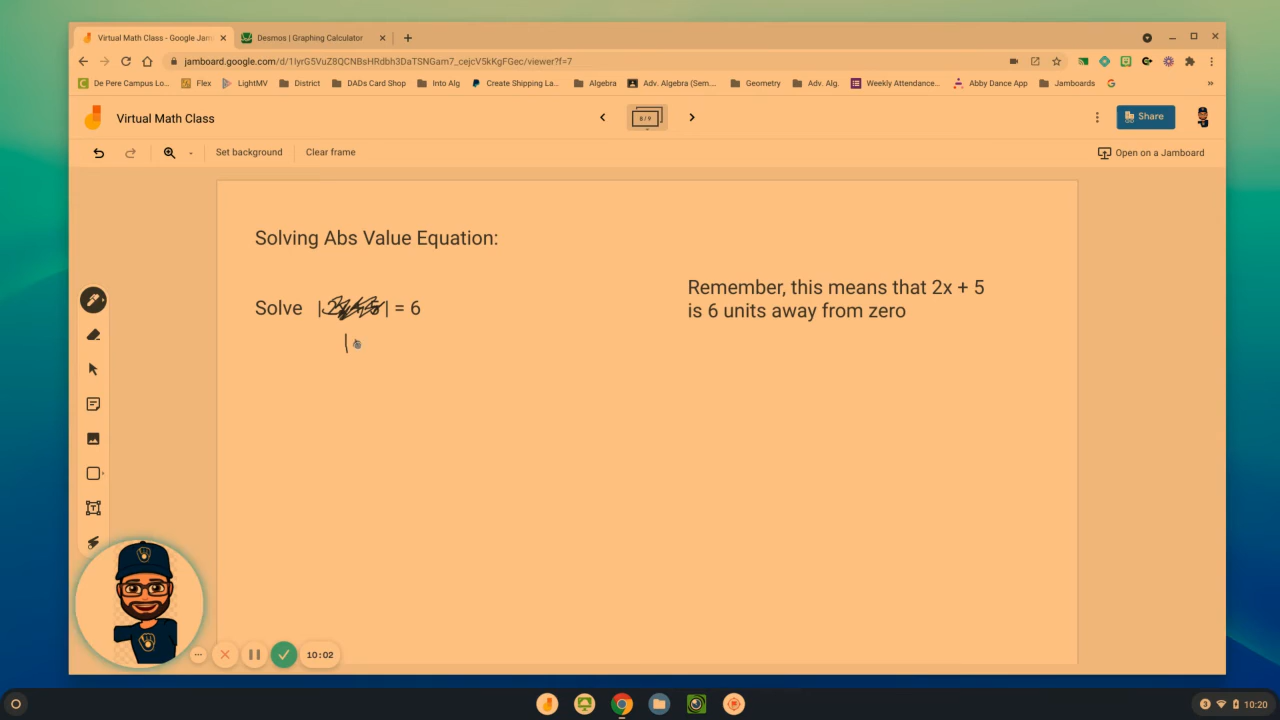 Virtual Math Class - Google Jam
Desmos | Graphing Calculator
jamboard.google.com/d/1IyrG5VuZ8QCNBsHRdbh3DaTSNGam7_cejcV5kKgFGec/viewer?f=7
De Pere Campus Lo... Flex LightMV District DADs Card Shop Into Alg Create Shipping La... Algebra Adv. Algebra (Sem... Geometry Adv. Alg. Weekly Attendance... Abby Dance App Jamboards
Virtual Math Class
8 / 9
Share
Set background Clear frame
Open on a Jamboard
Solving Abs Value Equation:
Remember, this means that 2x + 5
is 6 units away from zero
Solve | | = 6
10:02
10:20